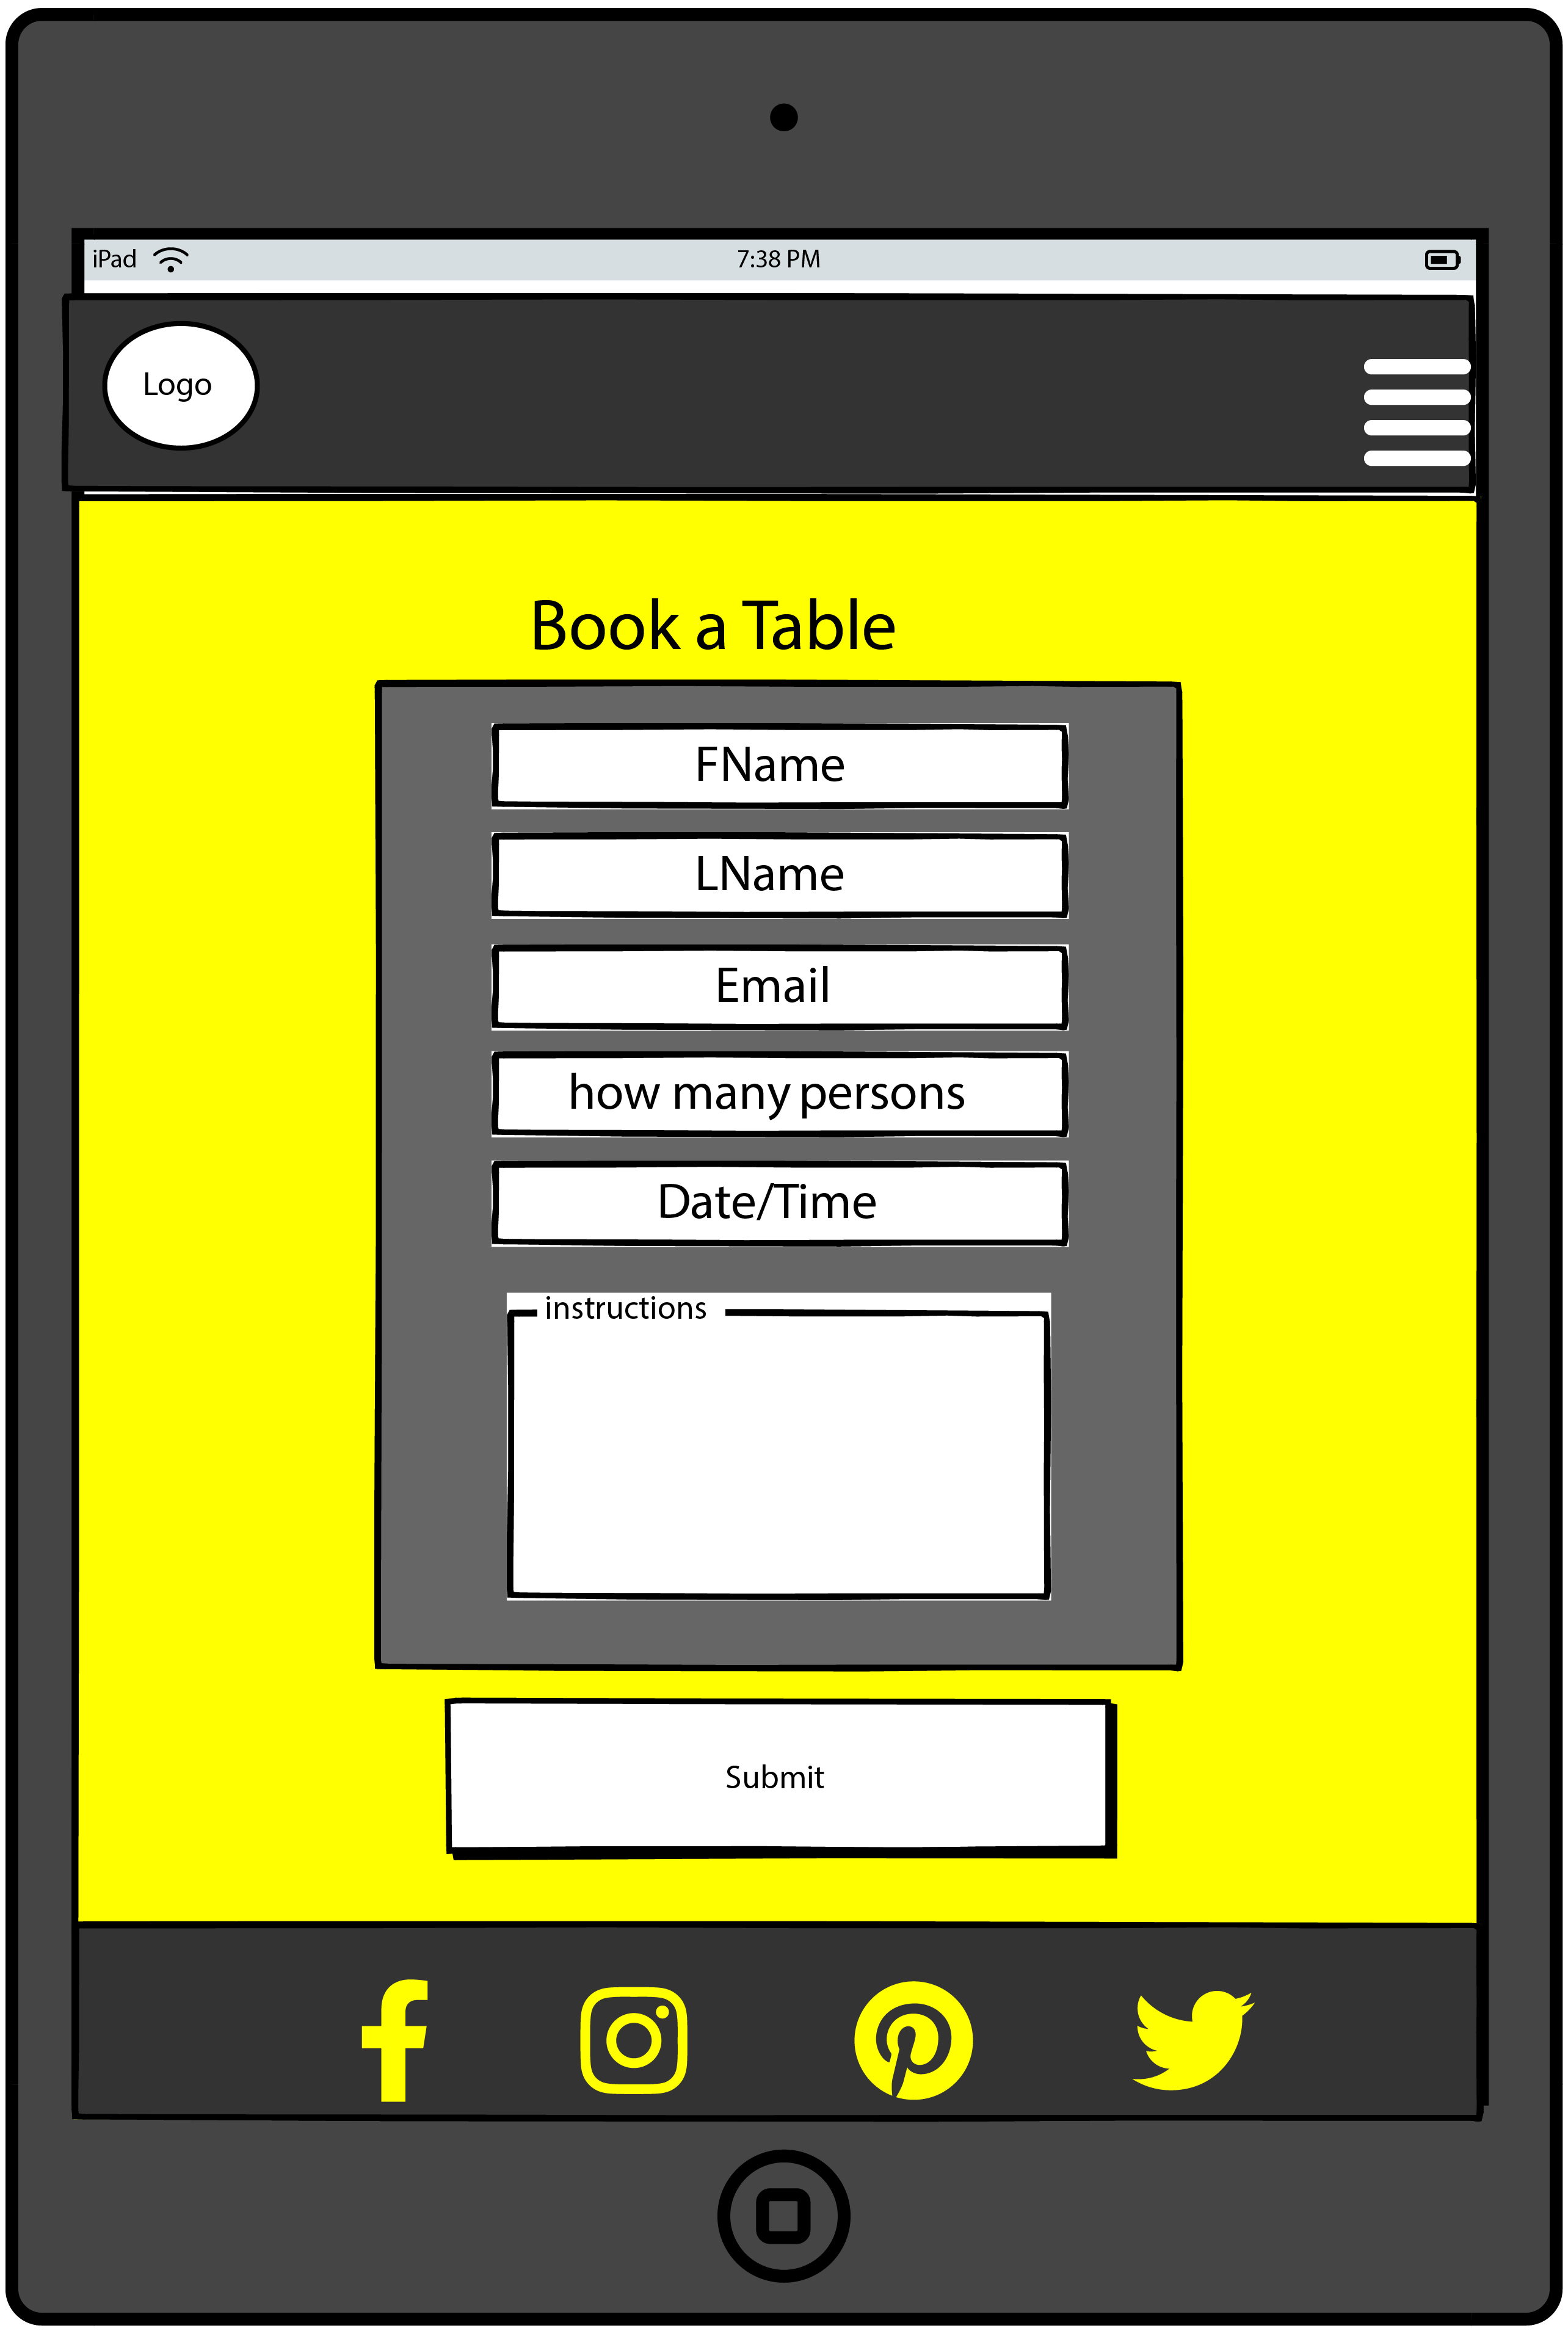 iPad
7:38 PM
Logo
Book a Table
FName
LName
Email
how many persons
Date/Time
instructions
Submit